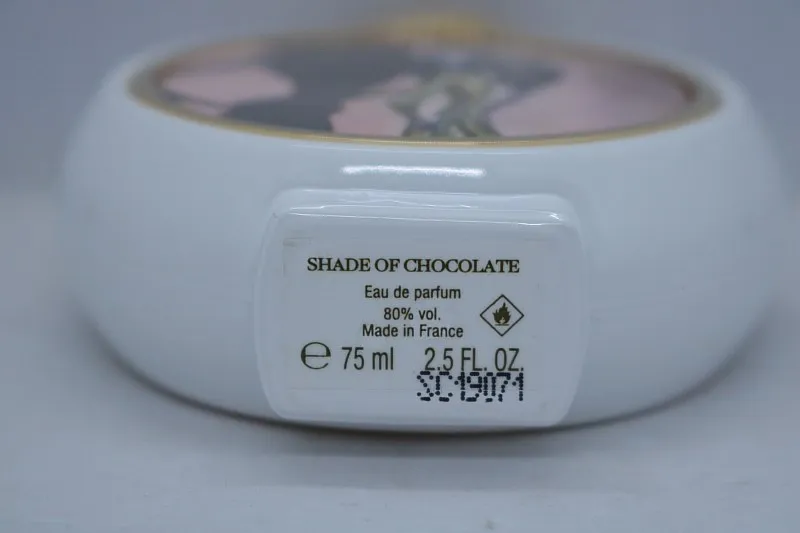 SHADE OF CHOCOLATE
Eau de parfum
80% vol.
Made in France
℮ 75 ml 2.5 FL. OZ.
SC19071